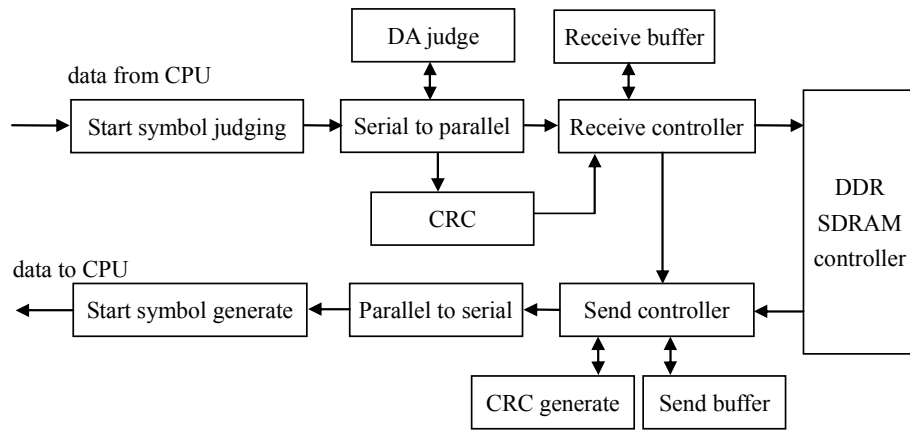 DA judge
Receive buffer
data from CPU
Start symbol judging
Serial to parallel
Receive controller
CRC
DDR
SDRAM
controller
data to CPU
Start symbol generate
Parallel to serial
Send controller
CRC generate
Send buffer